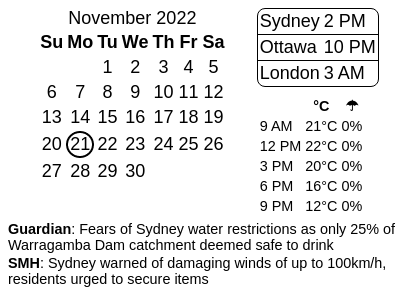 November 2022
Su Mo Tu We Th Fr Sa
1 2 3 4 5
6 7 8 9 10 11 12
13 14 15 16 17 18 19
20 21 22 23 24 25 26
27 28 29 30
Sydney 2 PM
Ottawa 10 PM
London 3 AM
°C ☂
9 AM 21°C 0%
12 PM 22°C 0%
3 PM 20°C 0%
6 PM 16°C 0%
9 PM 12°C 0%
Guardian: Fears of Sydney water restrictions as only 25% of
Warragamba Dam catchment deemed safe to drink
SMH: Sydney warned of damaging winds of up to 100km/h,
residents urged to secure items